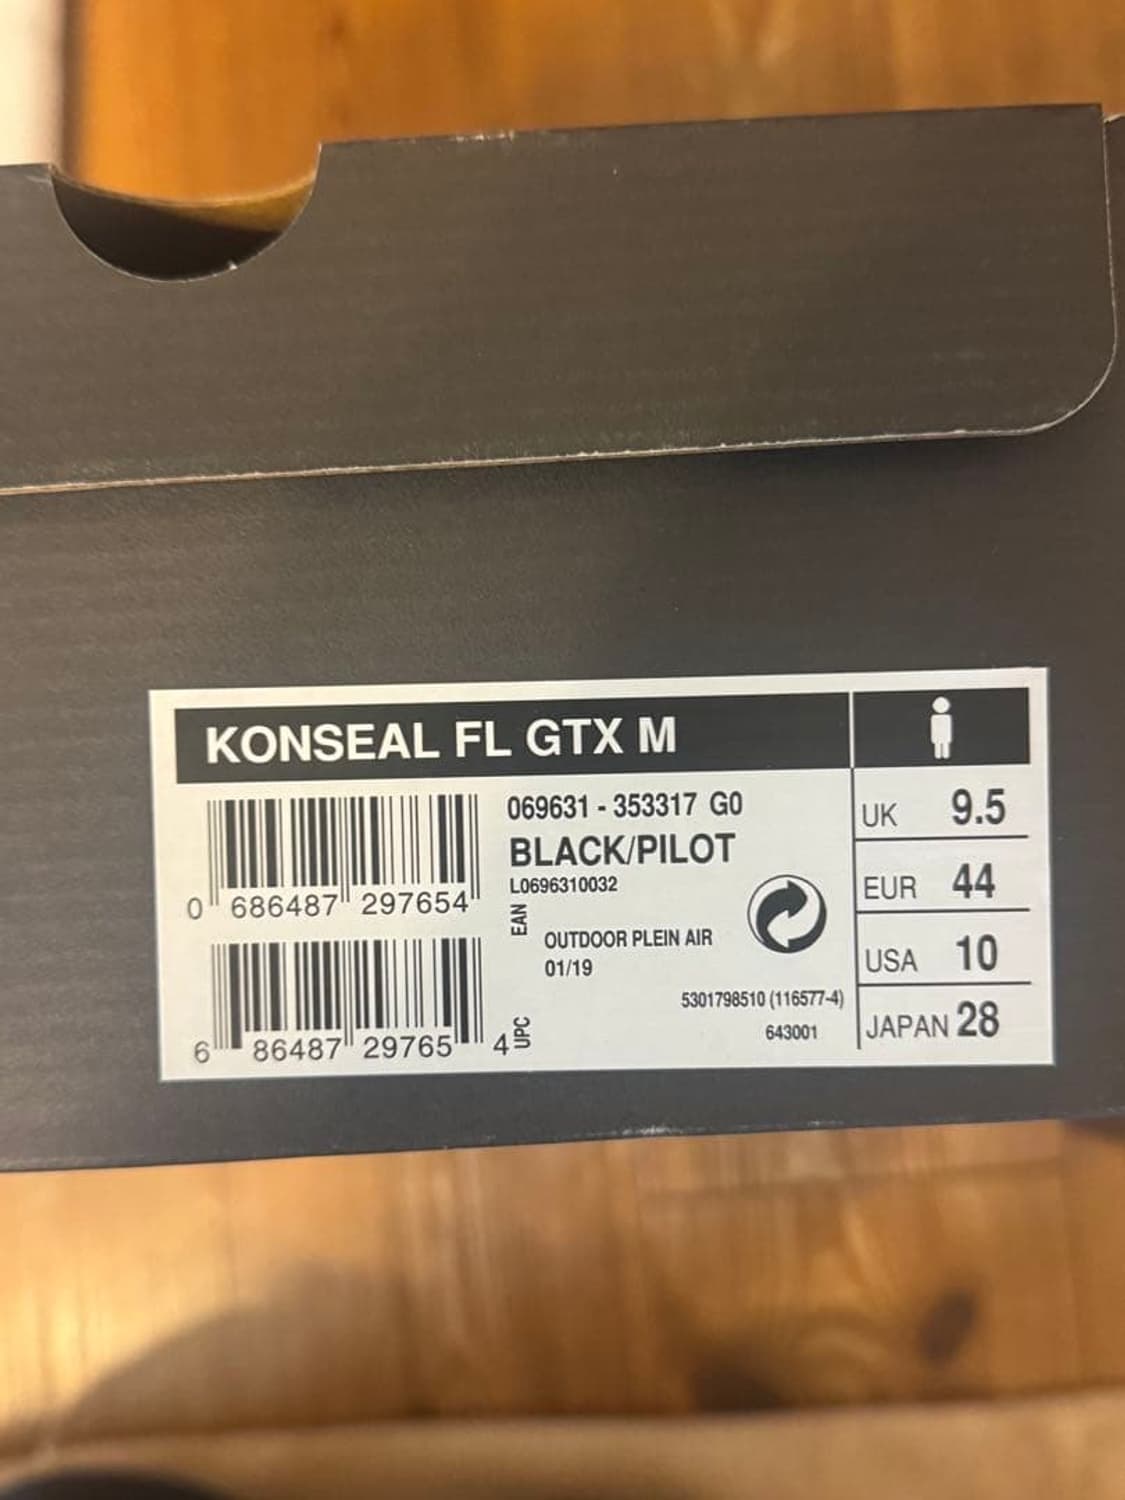 KONSEAL FL GTX M
069631 - 353317 G0
BLACK/PILOT
L0696310032
0 686487 297654
EAN
OUTDOOR PLEIN AIR
01/19
5301798510 (116577-4)
643001
6 86487 29765 4
UPC
UK 9.5
EUR 44
USA 10
JAPAN 28